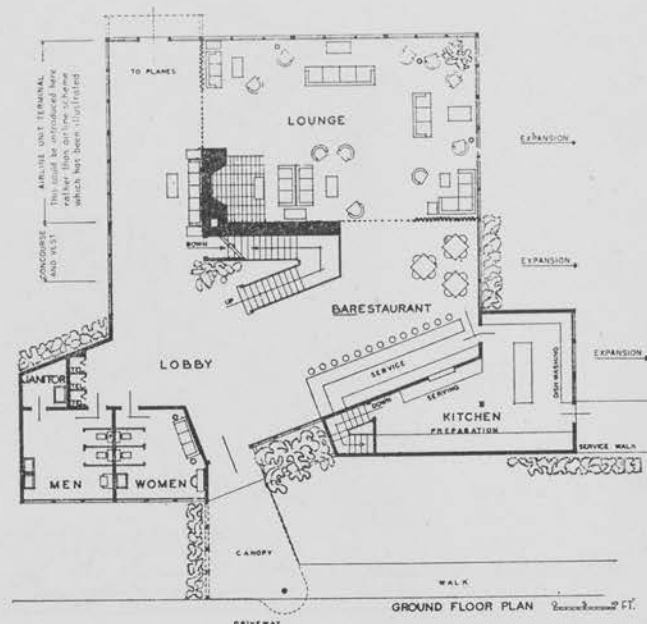 TO PLANES
AIRLINE UNIT TERMINAL
This could be introduced here
rather than airline scheme
which has been illustrated
CONCOURSE
AND VEST.
LOUNGE
EXPANSION
DOWN
UP
EXPANSION
BARESTAURANT
LOBBY
SERVICE
EXPANSION
JANITOR
DOWN
SERVING
DISH WASHING
KITCHEN
PREPARATION
SERVICE WALK
MEN
WOMEN
CANOPY
WALK
GROUND FLOOR PLAN
FT.
DRIVEWAY